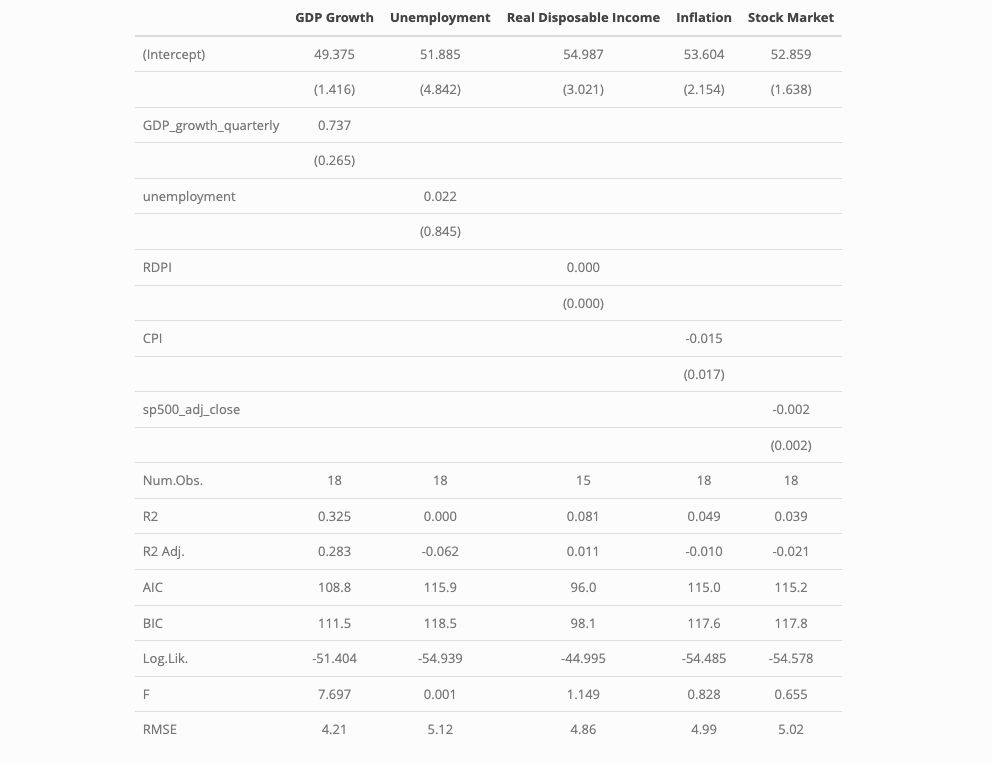 GDP Growth Unemployment Real Disposable Income Inflation Stock Market
(Intercept) 49.375 51.885 54.987 53.604 52.859
(1.416) (4.842) (3.021) (2.154) (1.638)
GDP_growth_quarterly 0.737
(0.265)
unemployment 0.022
(0.845)
RDPI 0.000
(0.000)
CPI -0.015
(0.017)
sp500_adj_close -0.002
(0.002)
Num.Obs. 18 18 15 18 18
R2 0.325 0.000 0.081 0.049 0.039
R2 Adj. 0.283 -0.062 0.011 -0.010 -0.021
AIC 108.8 115.9 96.0 115.0 115.2
BIC 111.5 118.5 98.1 117.6 117.8
Log.Lik. -51.404 -54.939 -44.995 -54.485 -54.578
F 7.697 0.001 1.149 0.828 0.655
RMSE 4.21 5.12 4.86 4.99 5.02